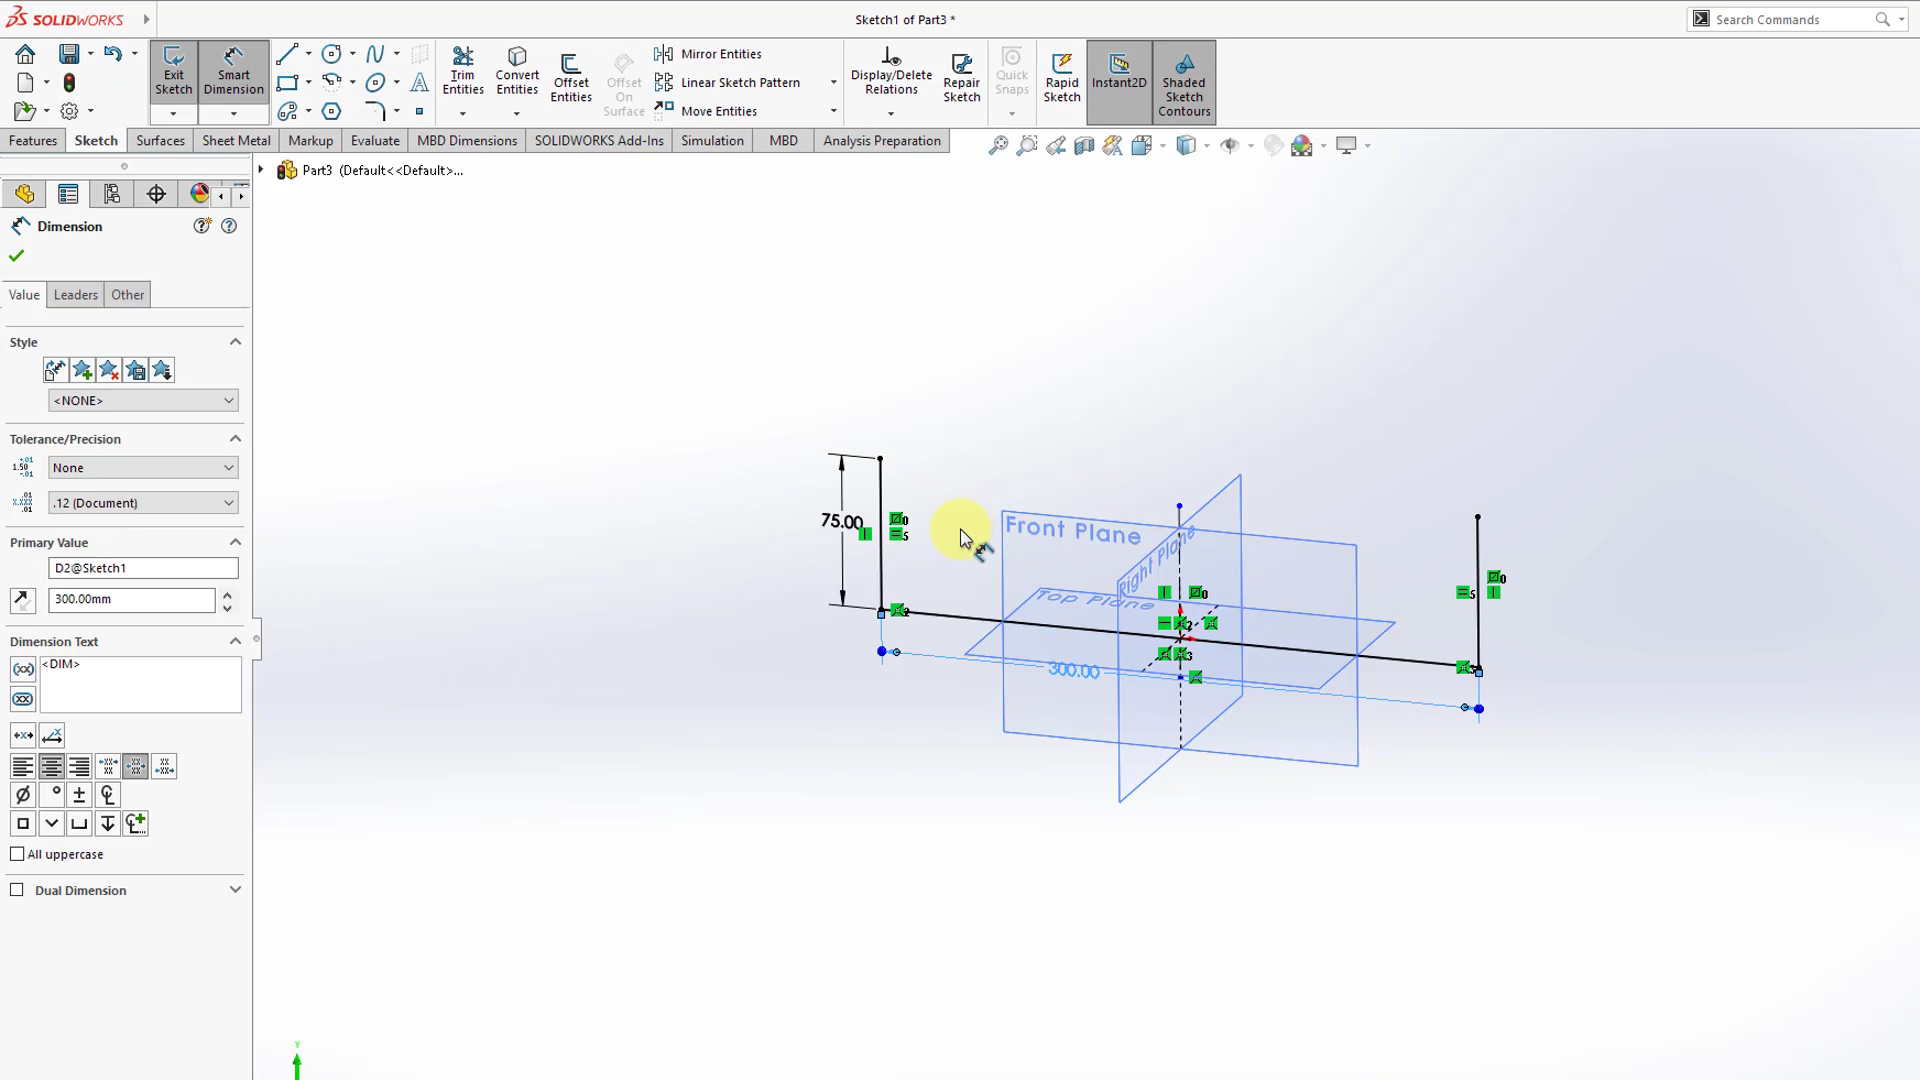 SOLIDWORKS
Sketch1 of Part3 *
Search Commands
Exit Sketch
Smart Dimension
Trim Entities
Convert Entities
Offset Entities
Offset On Surface
Mirror Entities
Linear Sketch Pattern
Move Entities
Display/Delete Relations
Repair Sketch
Quick Snaps
Rapid Sketch
Instant2D
Shaded Sketch Contours
Features
Sketch
Surfaces
Sheet Metal
Markup
Evaluate
MBD Dimensions
SOLIDWORKS Add-Ins
Simulation
MBD
Analysis Preparation
Part3 (Default<<Default>...
Dimension
Value
Leaders
Other
Style
<NONE>
Tolerance/Precision
None
.12 (Document)
Primary Value
D2@Sketch1
300.00mm
Dimension Text
<DIM>
All uppercase
Dual Dimension
75.00
Front Plane
Right Plane
Top Plane
300.00
Y